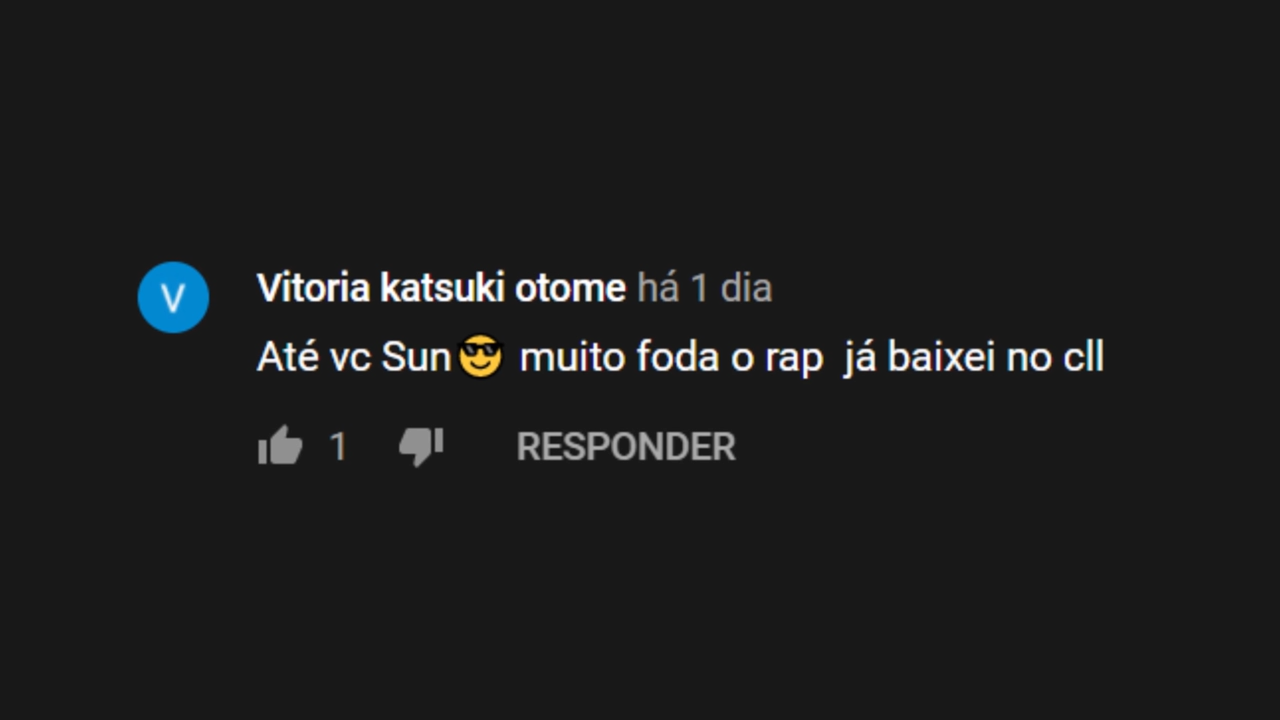 V
Vitoria katsuki otome há 1 dia
Até vc Sun😎 muito foda o rap  já baixei no cll
1 RESPONDER